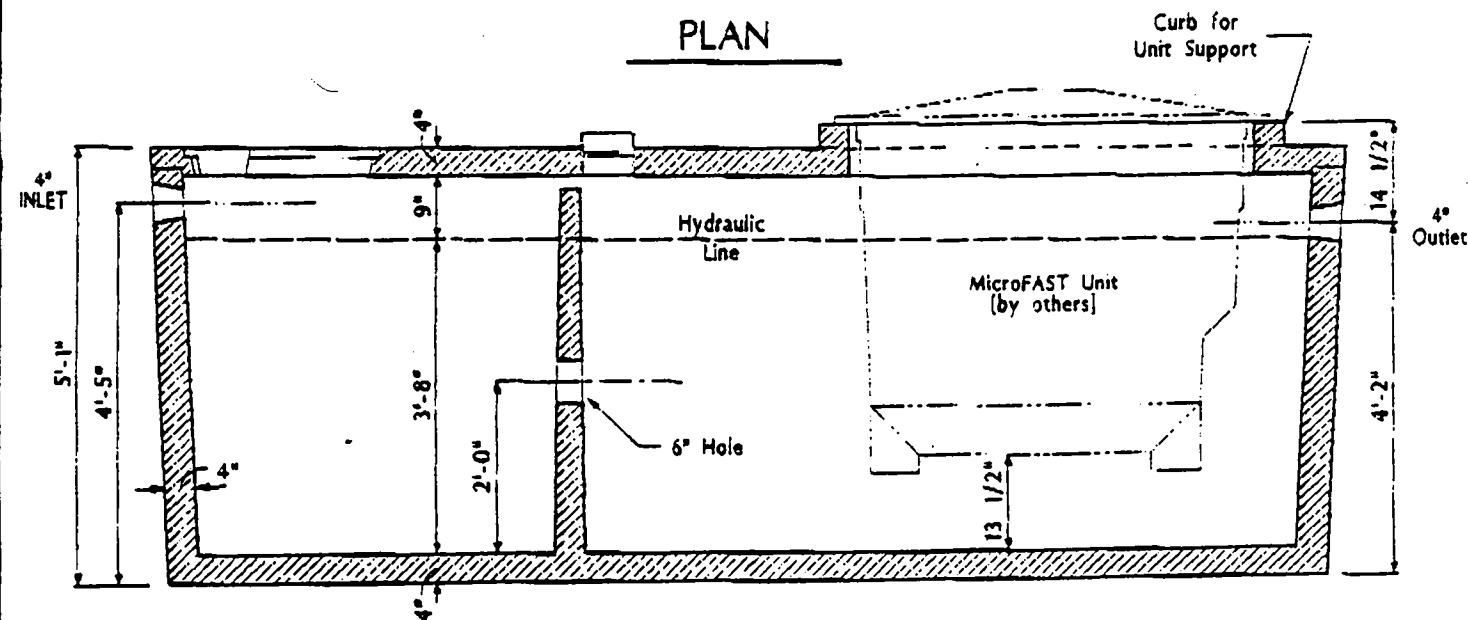 PLAN
Curb for
Unit Support
4"
14 1/2"
4"
INLET
9"
Hydraulic
Line
4"
Outlet
MicroFAST Unit
[by others]
5'-1"
4'-5"
3'-8"
4'-2"
6" Hole
4"
2'-0"
13 1/2"
4"